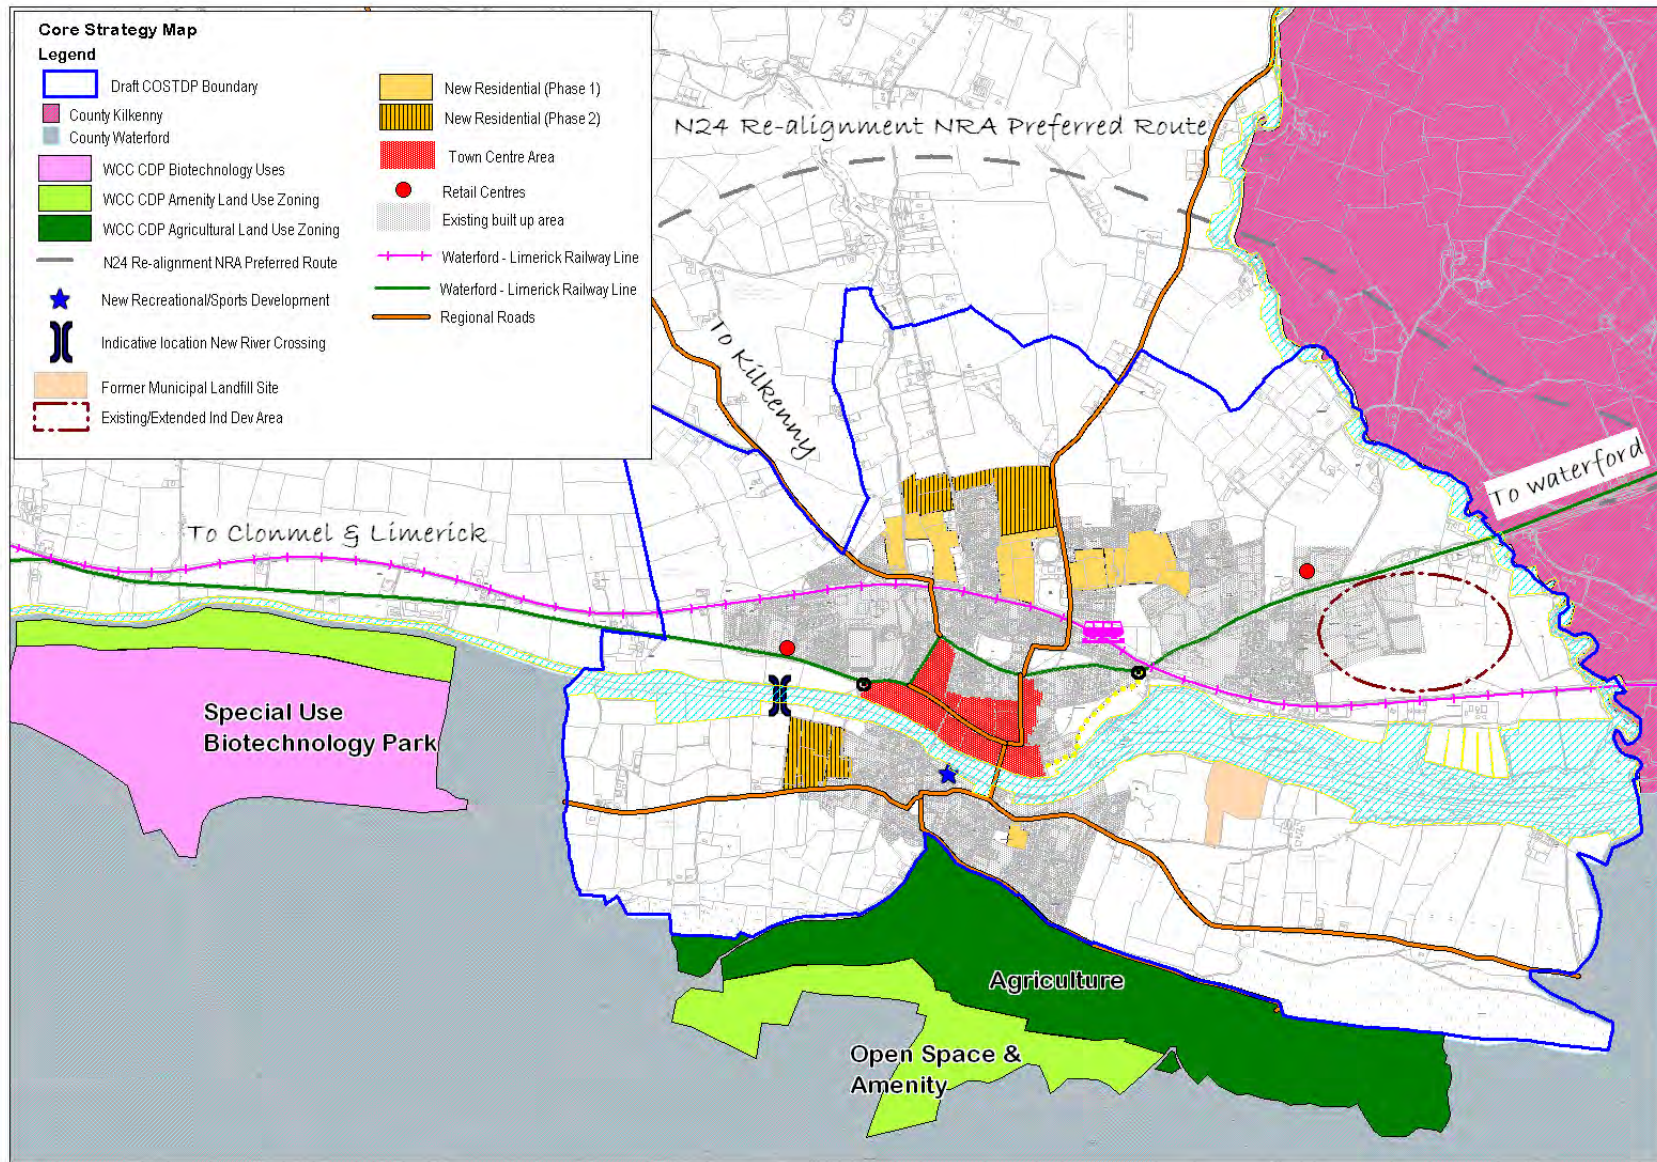 Core Strategy Map
Legend
Draft COSTDP Boundary
County Kilkenny
County Waterford
WCC CDP Biotechnology Uses
WCC CDP Amenity Land Use Zoning
WCC CDP Agricultural Land Use Zoning
N24 Re-alignment NRA Preferred Route
New Recreational/Sports Development
Indicative location New River Crossing
Former Municipal Landfill Site
Existing/Extended Ind Dev Area
New Residential (Phase 1)
New Residential (Phase 2)
Town Centre Area
Retail Centres
Existing built up area
Waterford - Limerick Railway Line
Waterford - Limerick Railway Line
Regional Roads
N24 Re-alignment NRA Preferred Route
To Kilkenny
To waterford
To Clonmel & Limerick
Special Use
Biotechnology Park
Agriculture
Open Space &
Amenity